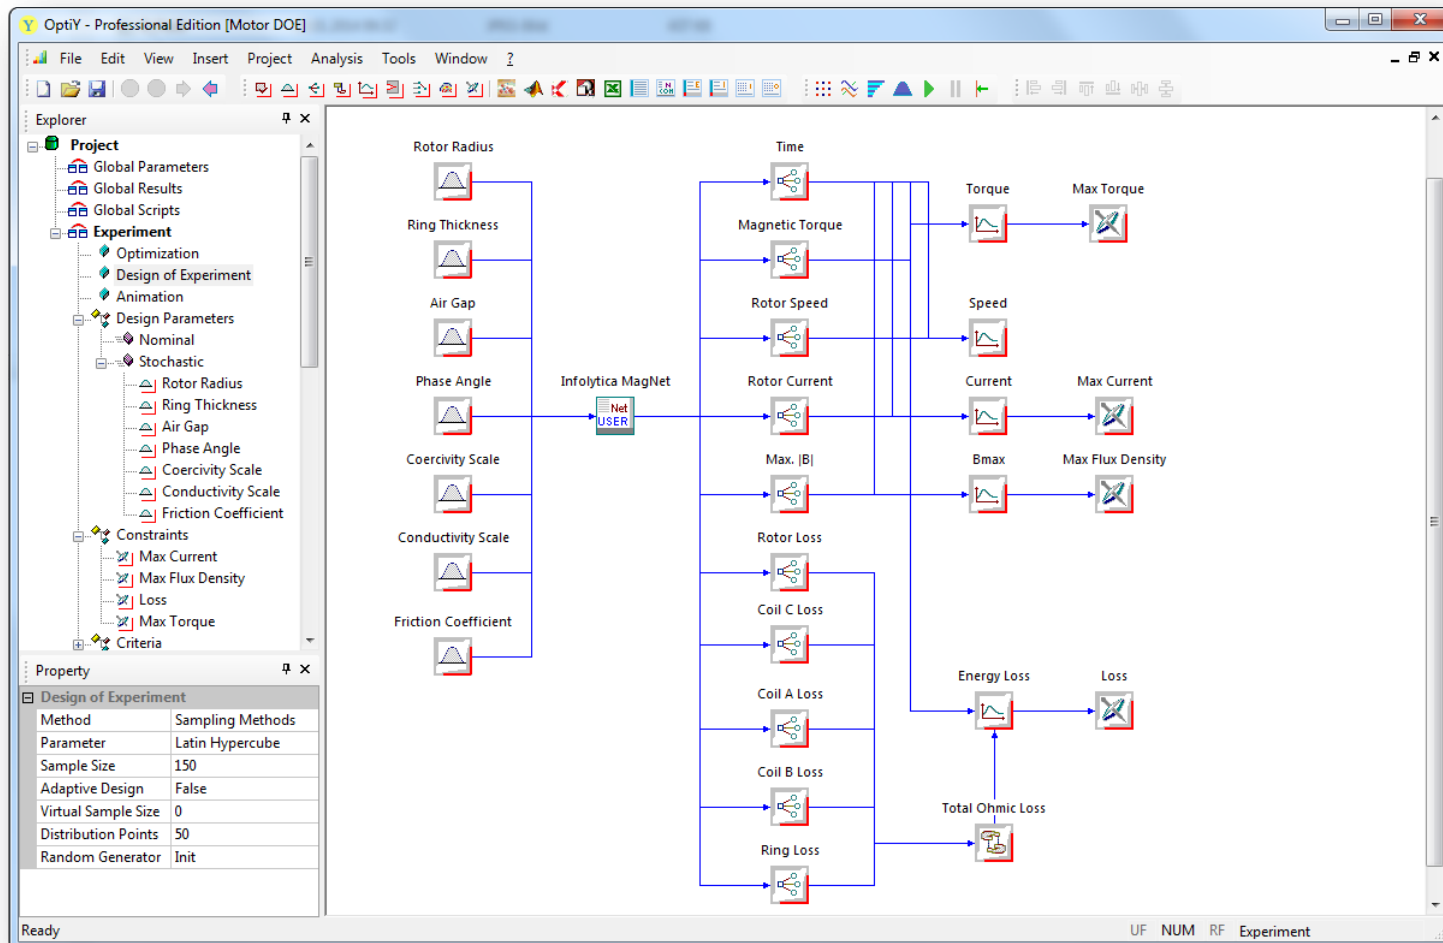 OptiY - Professional Edition [Motor DOE]
File Edit View Insert Project Analysis Tools Window ?
Explorer
Project
Global Parameters
Global Results
Global Scripts
Experiment
Optimization
Design of Experiment
Animation
Design Parameters
Nominal
Stochastic
Rotor Radius
Ring Thickness
Air Gap
Phase Angle
Coercivity Scale
Conductivity Scale
Friction Coefficient
Constraints
Max Current
Max Flux Density
Loss
Max Torque
Criteria
Property
Design of Experiment
Method Sampling Methods
Parameter Latin Hypercube
Sample Size 150
Adaptive Design False
Virtual Sample Size 0
Distribution Points 50
Random Generator Init
Rotor Radius
Ring Thickness
Air Gap
Phase Angle
Coercivity Scale
Conductivity Scale
Friction Coefficient
Infolytica MagNet
Net
USER
Time
Magnetic Torque
Rotor Speed
Rotor Current
Max. |B|
Rotor Loss
Coil C Loss
Coil A Loss
Coil B Loss
Ring Loss
Torque
Speed
Current
Bmax
Energy Loss
Total Ohmic Loss
Max Torque
Max Current
Max Flux Density
Loss
Ready
UF NUM RF Experiment